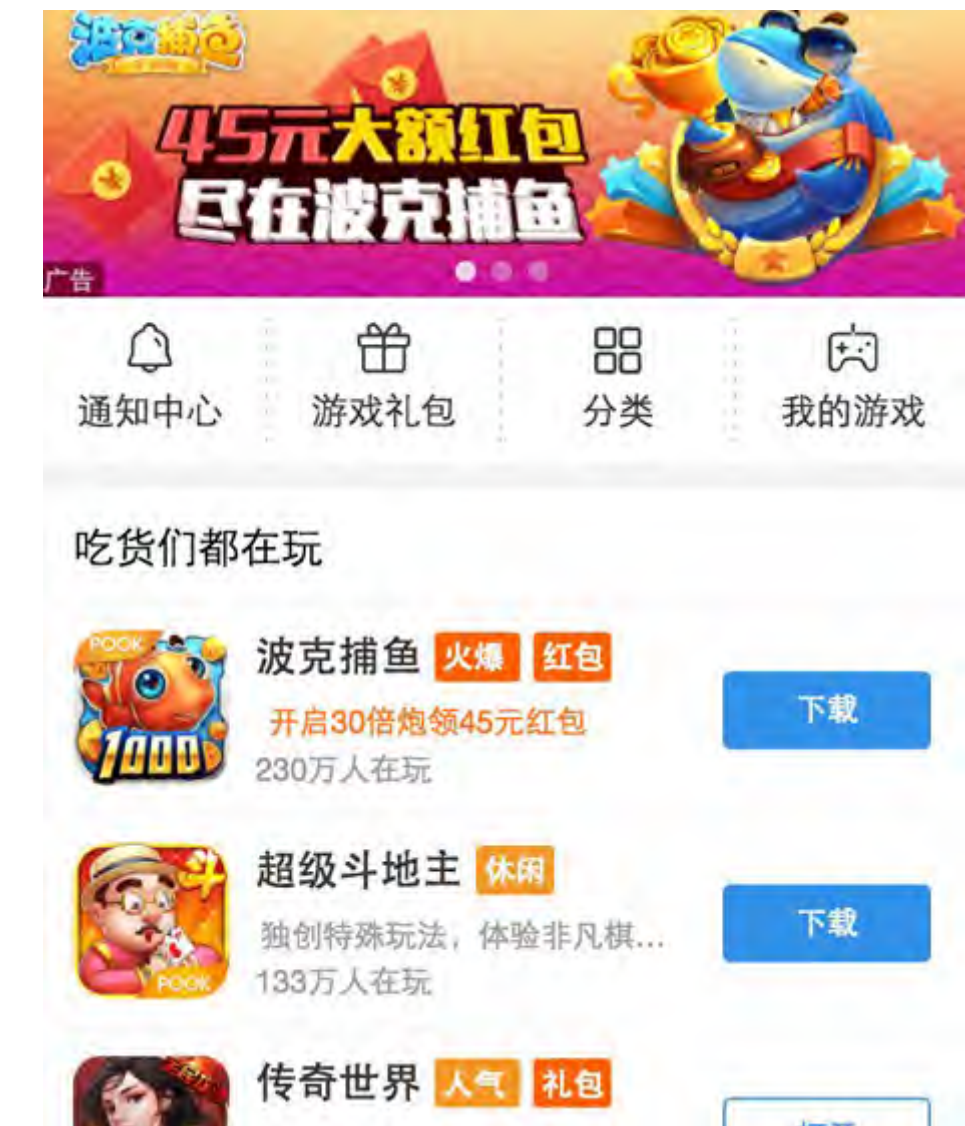 波克捕鱼
45元大额红包
尽在波克捕鱼
广告
通知中心 游戏礼包 分类 我的游戏
吃货们都在玩
POOK
1000
波克捕鱼 火爆 红包
开启30倍炮领45元红包
230万人在玩
下载
斗
POOK
超级斗地主 休闲
独创特殊玩法，体验非凡棋...
133万人在玩
下载
传奇世界 人气 礼包